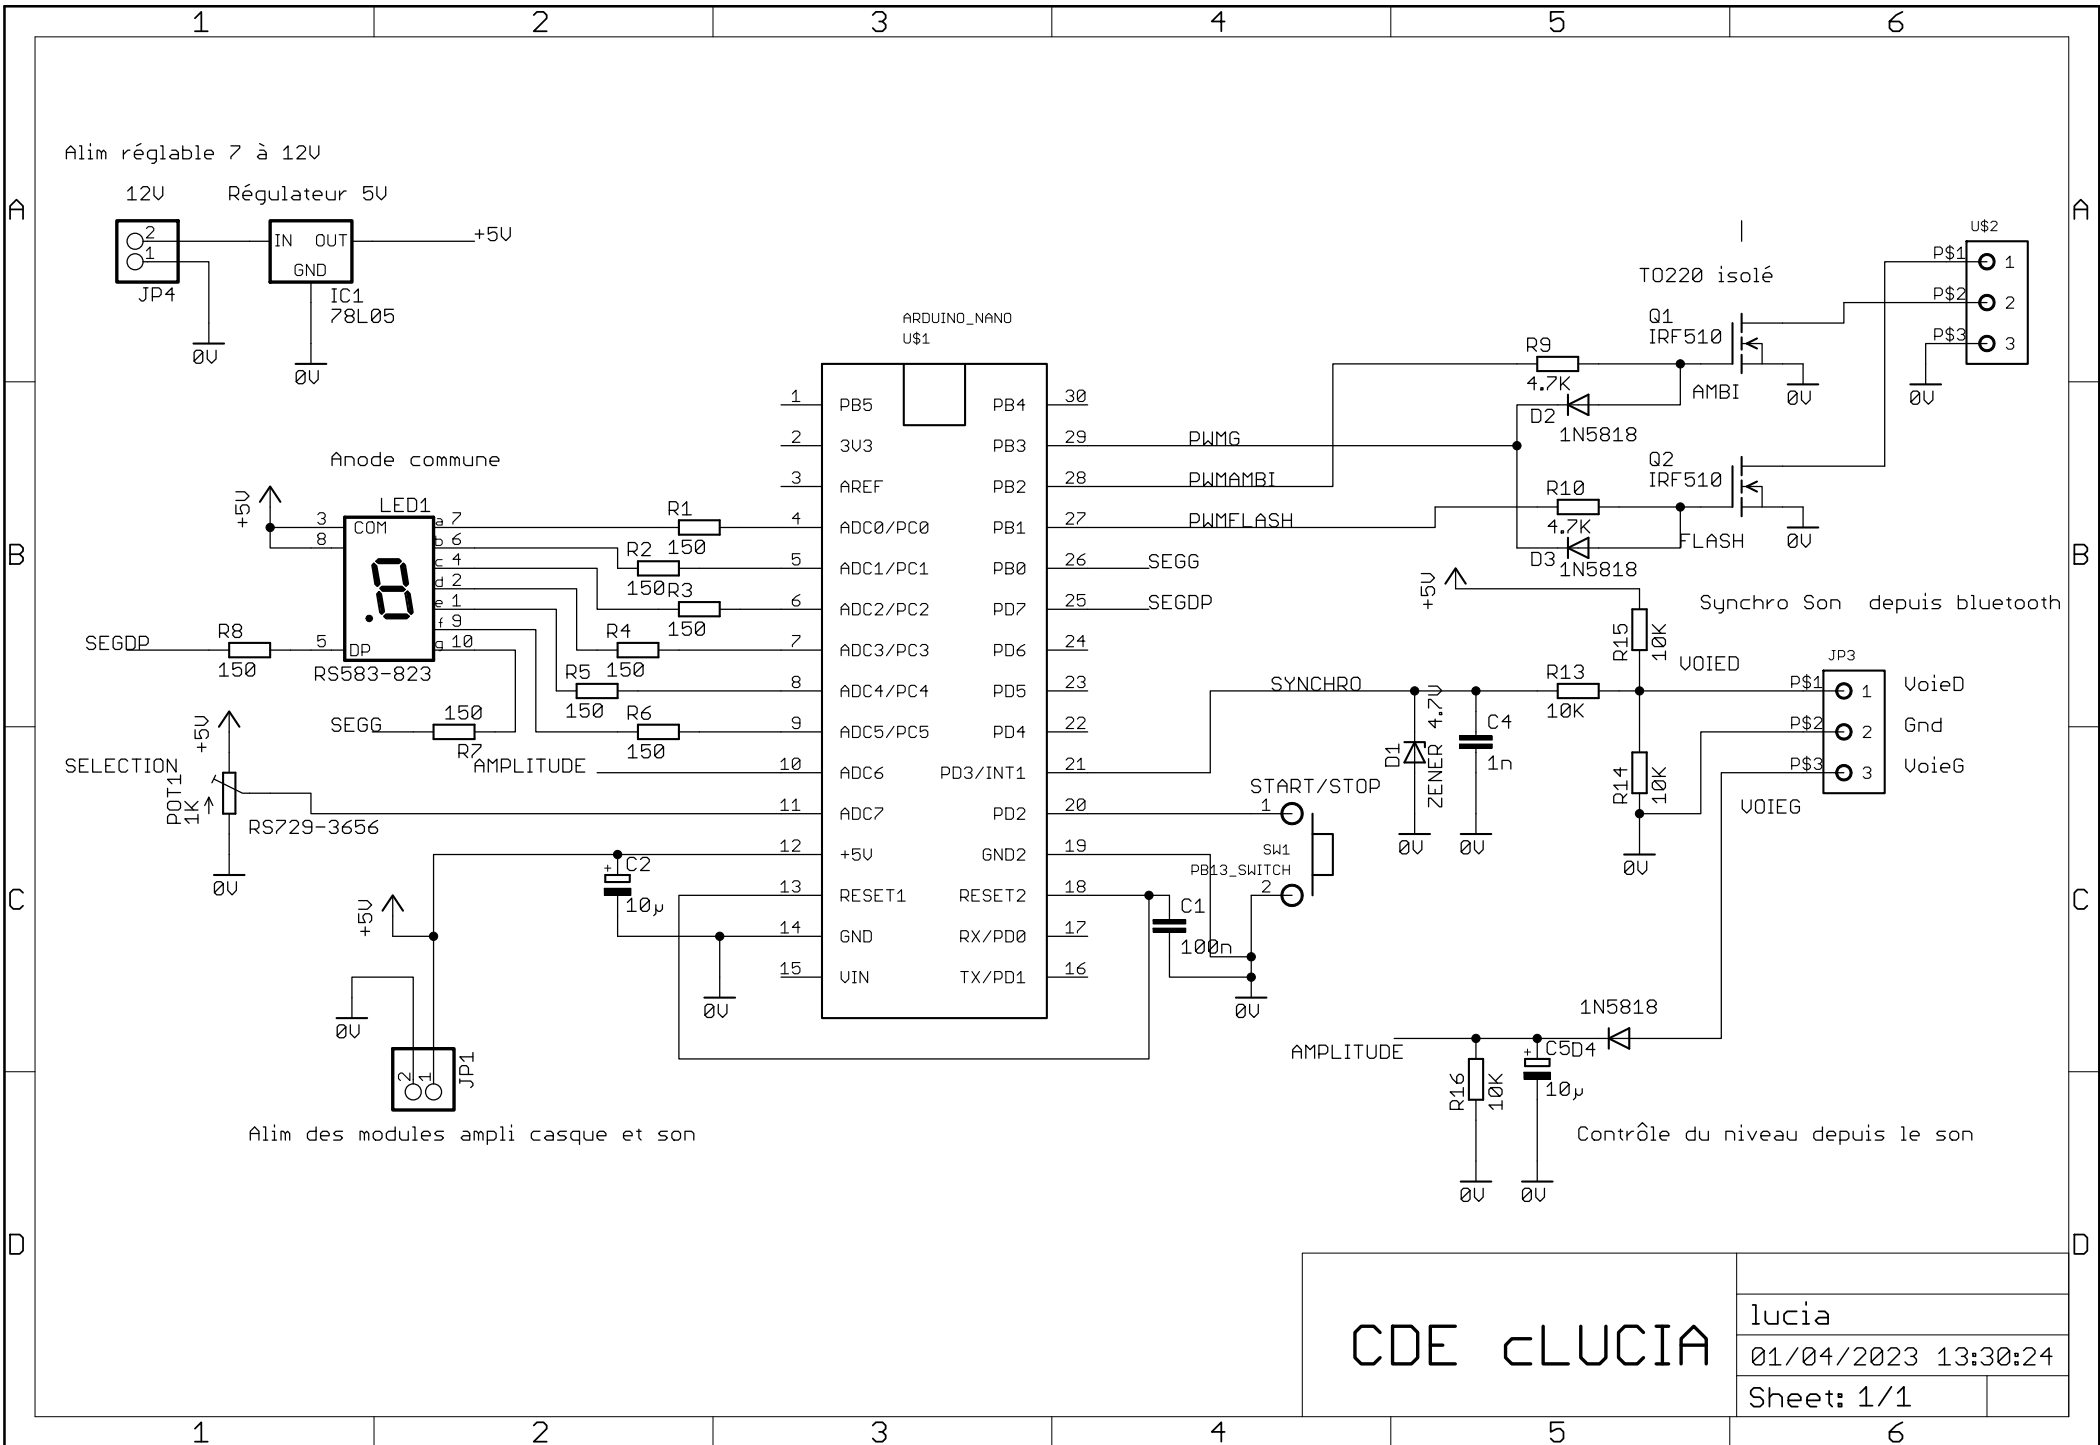 1 2 3 4 5 6
A A
B B
C C
D D
Alim réglable 7 à 12V
12V Régulateur 5V
2
1
JP4
IN OUT
GND
IC1
78L05
+5V
0V
0V
ARDUINO_NANO
U$1
1 PB5 PB4 30
2 3V3 PB3 29
3 AREF PB2 28
4 ADC0/PC0 PB1 27
5 ADC1/PC1 PB0 26
6 ADC2/PC2 PD7 25
7 ADC3/PC3 PD6 24
8 ADC4/PC4 PD5 23
9 ADC5/PC5 PD4 22
10 ADC6 PD3/INT1 21
11 ADC7 PD2 20
12 +5V GND2 19
13 RESET1 RESET2 18
14 GND RX/PD0 17
15 VIN TX/PD1 16
Anode commune
+5V
LED1
3
8
COM
a 7
b 6
c 4
d 2
e 1
f 9
g 10
5 DP
RS583-823
SEGDP
R8
150
R1
150
R2
150
R3
150
R4
150
R5
150
R6
150
SEGG
150
R7
AMPLITUDE
SELECTION
+5V
POT1
1K
RS729-3656
0V
C2
+
10µ
+5V
0V
0V
2
1
JP1
Alim des modules ampli casque et son
PWMG
PWMAMBI
PWMFLASH
SEGG
SEGDP
SYNCHRO
START/STOP
1
SW1
PB13_SWITCH
2
C1
100n
0V
TO220 isolé
Q1
IRF510
R9
4.7K
D2
1N5818
AMBI
0V
Q2
IRF510
R10
4.7K
D3
1N5818
FLASH
0V
U$2
P$1 1
P$2 2
P$3 3
0V
+5V
Synchro Son depuis bluetooth
R15
10K
VOIED
R13
10K
D1
ZENER 4.7V
C4
1n
0V
0V
R14
10K
0V
JP3
P$1 1 VoieD
P$2 2 Gnd
P$3 3 VoieG
VOIEG
1N5818
AMPLITUDE
C5
D4
+
10µ
R16
10K
0V
0V
Contrôle du niveau depuis le son
CDE cLUCIA
lucia
01/04/2023 13:30:24
Sheet: 1/1
1 2 3 4 5 6